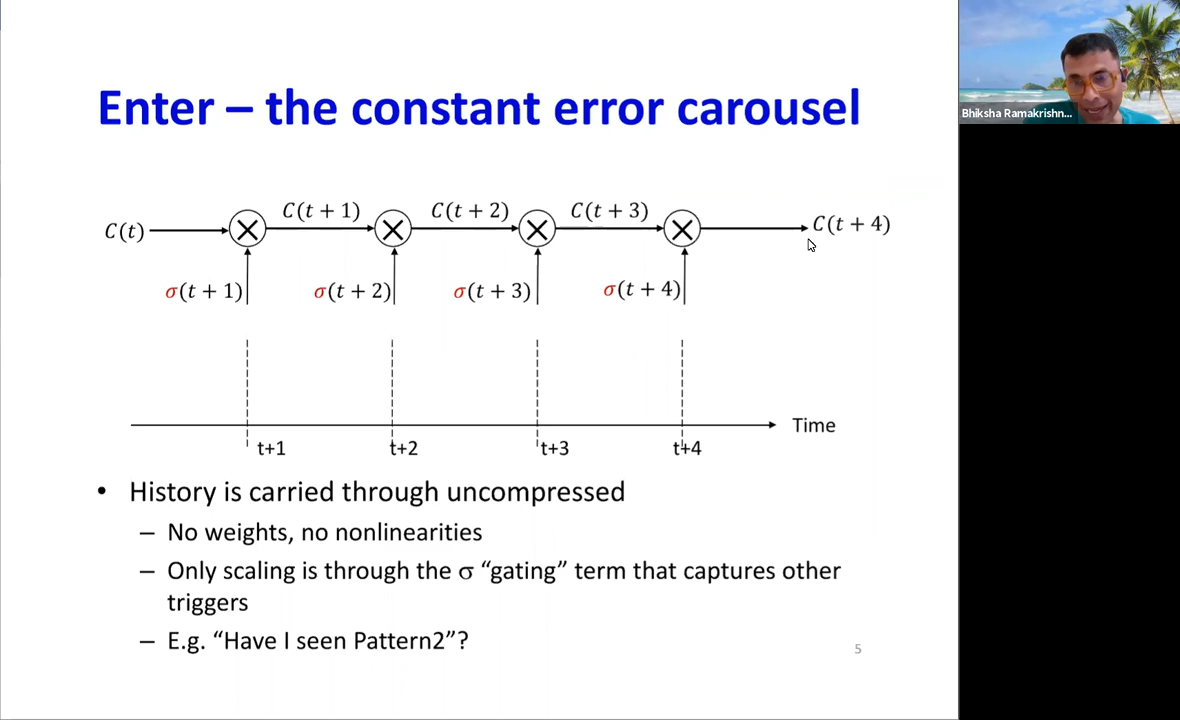 Enter – the constant error carousel
Bhiksha Ramakrishn...
C(t) C(t + 1) C(t + 2) C(t + 3) C(t + 4)
σ(t + 1) σ(t + 2) σ(t + 3) σ(t + 4)
Time
t+1 t+2 t+3 t+4
• History is carried through uncompressed
– No weights, no nonlinearities
– Only scaling is through the σ “gating” term that captures other
triggers
– E.g. “Have I seen Pattern2”?
5